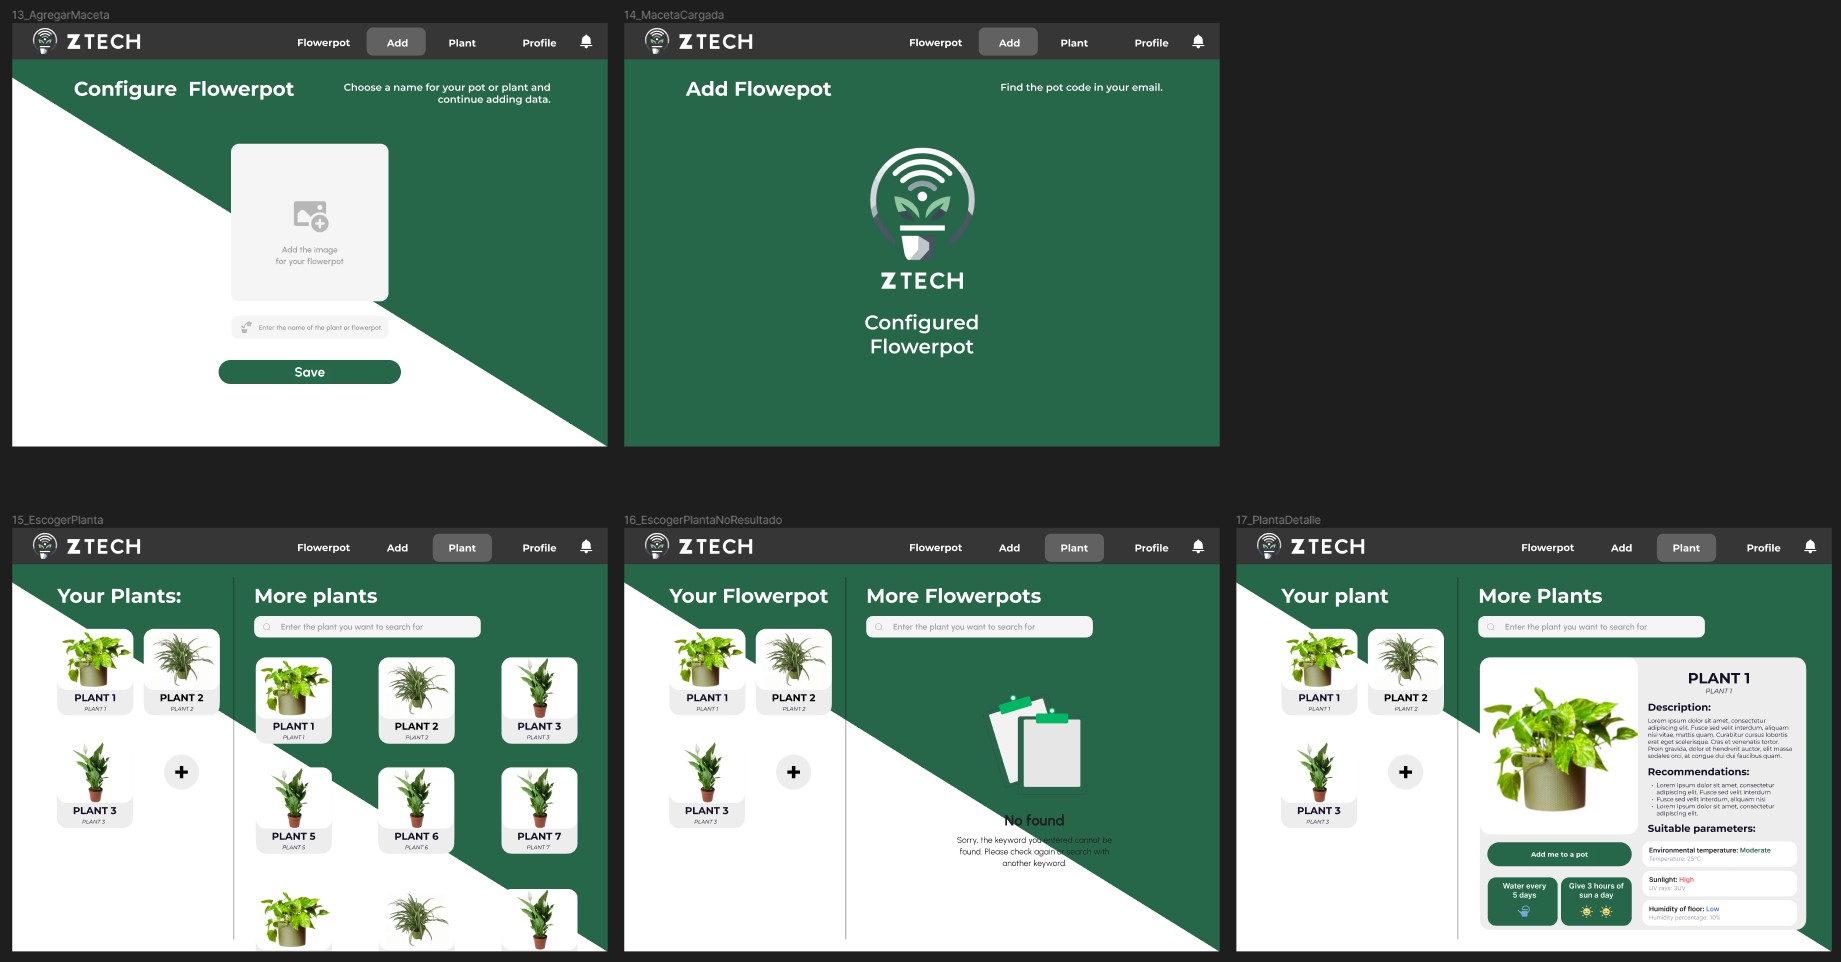 13_AgregarMaceta
ZTECH
Flowerpot
Add
Plant
Profile
Configure Flowerpot
Choose a name for your pot or plant and
continue adding data.
Add the image
for your flowerpot
Enter the name of the plant or flowerpot
Save
14_MacetaCargada
ZTECH
Flowerpot
Add
Plant
Profile
Add Flowepot
Find the pot code in your email.
ZTECH
Configured
Flowerpot
15_EscogerPlanta
ZTECH
Flowerpot
Add
Plant
Profile
Your Plants:
PLANT 1
PLANT 1
PLANT 2
PLANT 2
PLANT 3
PLANT 3
+
More plants
Enter the plant you want to search for
PLANT 1
PLANT 1
PLANT 2
PLANT 2
PLANT 3
PLANT 3
PLANT 5
PLANT 5
PLANT 6
PLANT 6
PLANT 7
PLANT 7
16_EscogerPlantaNoResultado
ZTECH
Flowerpot
Add
Plant
Profile
Your Flowerpot
PLANT 1
PLANT 1
PLANT 2
PLANT 2
PLANT 3
PLANT 3
+
More Flowerpots
Enter the plant you want to search for
No found
Sorry, the keyword you entered cannot be
found. Please check again or search with
another keyword.
17_PlantaDetalle
ZTECH
Flowerpot
Add
Plant
Profile
Your plant
PLANT 1
PLANT 1
PLANT 2
PLANT 2
PLANT 3
PLANT 3
+
More Plants
Enter the plant you want to search for
PLANT 1
PLANT 1
Description:
Lorem ipsum dolor sit amet, consectetur
adipiscing elit. Fusce sed velit interdum, aliquam
nisi vitae, mattis quam. Curabitur cursus lobortis
erat eget scelerisque. Cras et venenatis tortor.
Proin gravida, dolor et hendrerit auctor, elit massa
sodales orci, at congue dui dui faucibus quam.
Recommendations:
• Lorem ipsum dolor sit amet, consectetur
adipiscing elit. Fusce sed velit interdum
• Fusce sed velit interdum, aliquam nisi
• Lorem ipsum dolor sit amet, consectetur
adipiscing elit.
Suitable parameters:
Environmental temperature: Moderate
Temperature: 25°C
Sunlight: High
UV rays: 3UV
Humidity of floor: Low
Humidity percentage: 10%
Add me to a pot
Water every
5 days
Give 3 hours of
sun a day